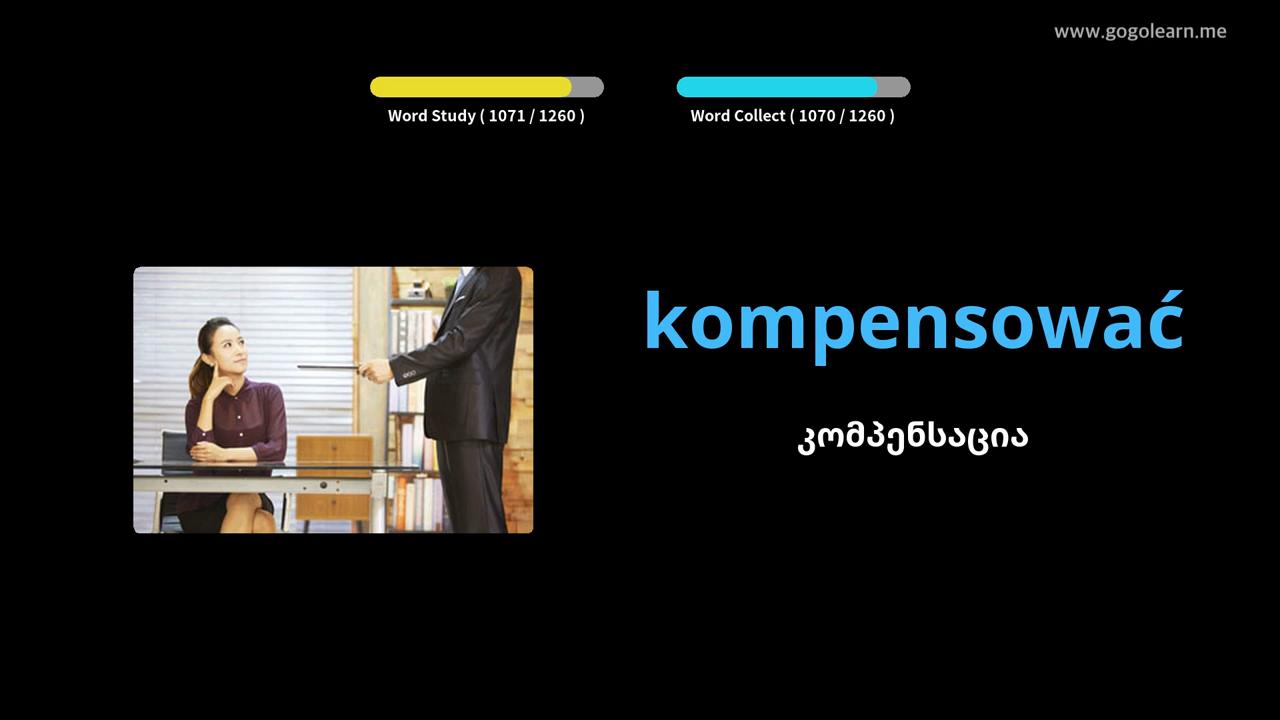 www.gogolearn.me
Word Study ( 1071 / 1260 )
Word Collect ( 1070 / 1260 )
kompensować
კომპენსაცია